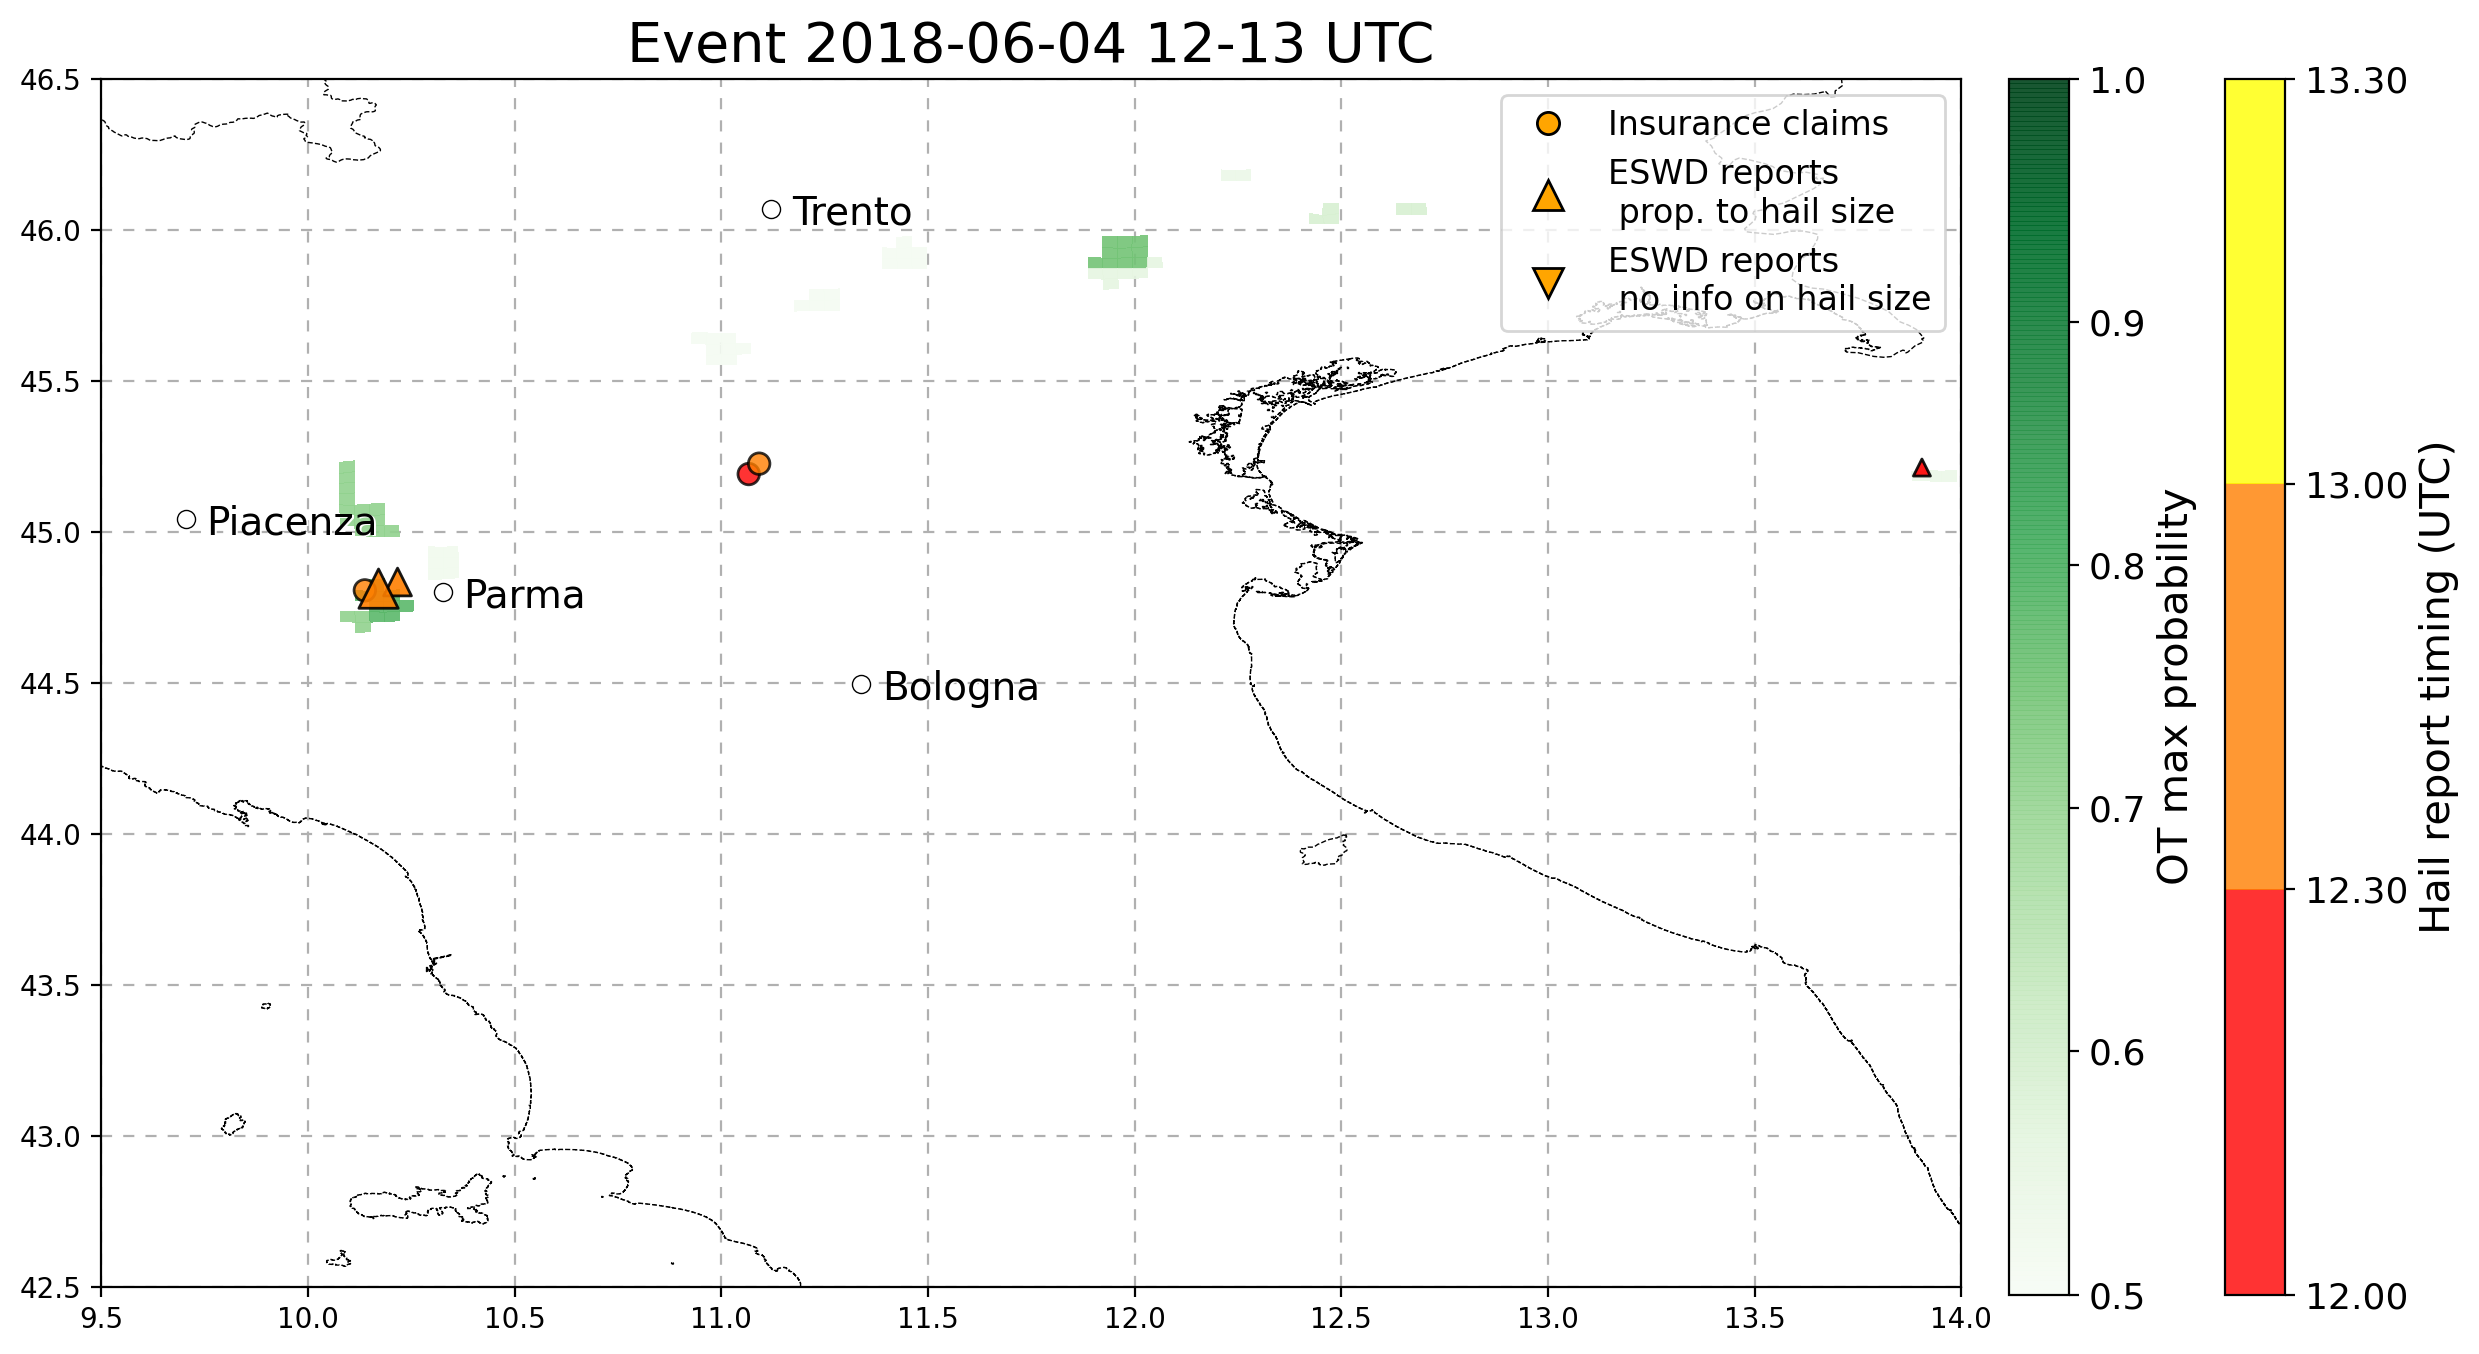 Event 2018-06-04 12-13 UTC
46.5
46.0
45.5
45.0
44.5
44.0
43.5
43.0
42.5
9.5
10.0
10.5
11.0
11.5
12.0
12.5
13.0
13.5
14.0
Trento
Piacenza
Parma
Bologna
Insurance claims
ESWD reports
prop. to hail size
ESWD reports
no info on hail size
1.0
0.9
0.8
0.7
0.6
0.5
OT max probability
13.30
13.00
12.30
12.00
Hail report timing (UTC)